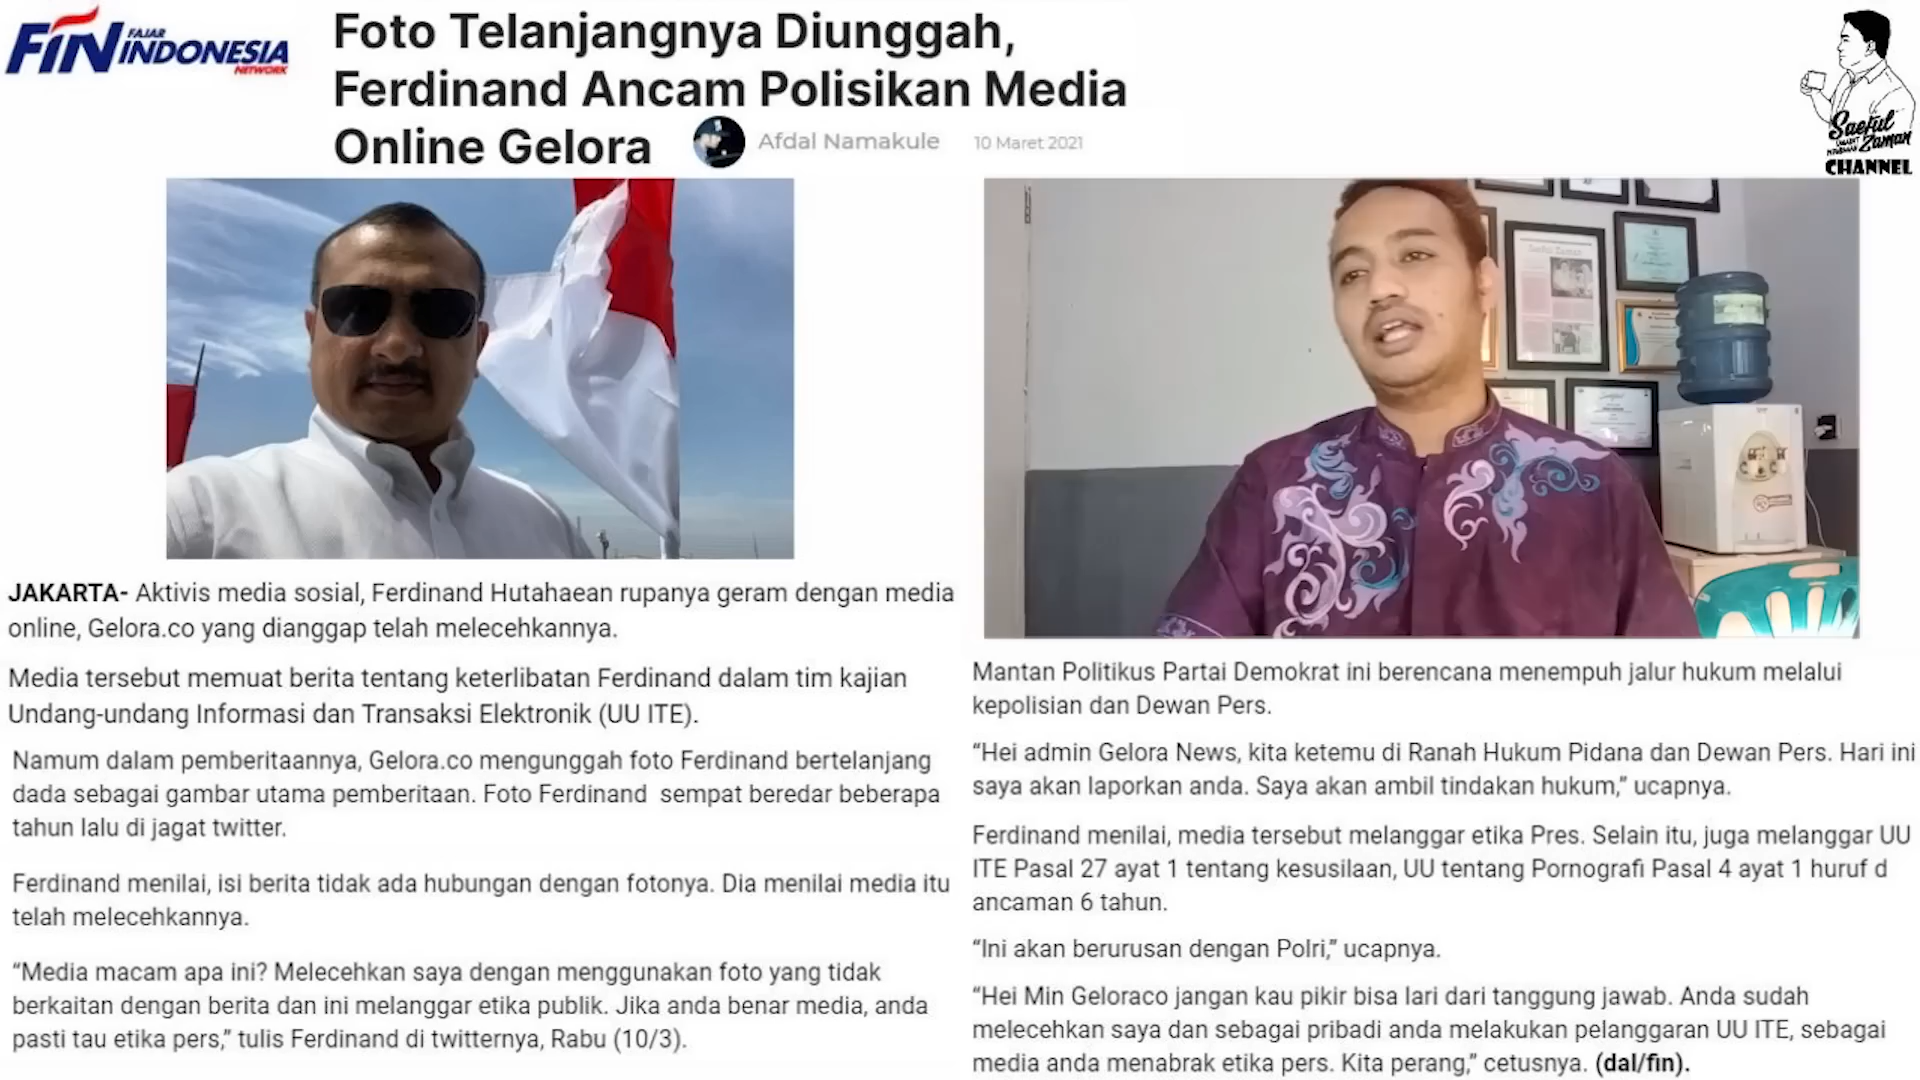 FIN FAJAR
INDONESIA
NETWORK
Foto Telanjangnya Diunggah,
Ferdinand Ancam Polisikan Media
Online Gelora
Afdal Namakule 10 Maret 2021
Saeful
Zaman
CHANNEL
JAKARTA- Aktivis media sosial, Ferdinand Hutahaean rupanya geram dengan media
online, Gelora.co yang dianggap telah melecehkannya.
Media tersebut memuat berita tentang keterlibatan Ferdinand dalam tim kajian
Undang-undang Informasi dan Transaksi Elektronik (UU ITE).
Namum dalam pemberitaannya, Gelora.co mengunggah foto Ferdinand bertelanjang
dada sebagai gambar utama pemberitaan. Foto Ferdinand sempat beredar beberapa
tahun lalu di jagat twitter.
Ferdinand menilai, isi berita tidak ada hubungan dengan fotonya. Dia menilai media itu
telah melecehkannya.
“Media macam apa ini? Melecehkan saya dengan menggunakan foto yang tidak
berkaitan dengan berita dan ini melanggar etika publik. Jika anda benar media, anda
pasti tau etika pers,” tulis Ferdinand di twitternya, Rabu (10/3).
Mantan Politikus Partai Demokrat ini berencana menempuh jalur hukum melalui
kepolisian dan Dewan Pers.
“Hei admin Gelora News, kita ketemu di Ranah Hukum Pidana dan Dewan Pers. Hari ini
saya akan laporkan anda. Saya akan ambil tindakan hukum,” ucapnya.
Ferdinand menilai, media tersebut melanggar etika Pres. Selain itu, juga melanggar UU
ITE Pasal 27 ayat 1 tentang kesusilaan, UU tentang Pornografi Pasal 4 ayat 1 huruf d
ancaman 6 tahun.
“Ini akan berurusan dengan Polri,” ucapnya.
“Hei Min Geloraco jangan kau pikir bisa lari dari tanggung jawab. Anda sudah
melecehkan saya dan sebagai pribadi anda melakukan pelanggaran UU ITE, sebagai
media anda menabrak etika pers. Kita perang,” cetusnya. (dal/fin).